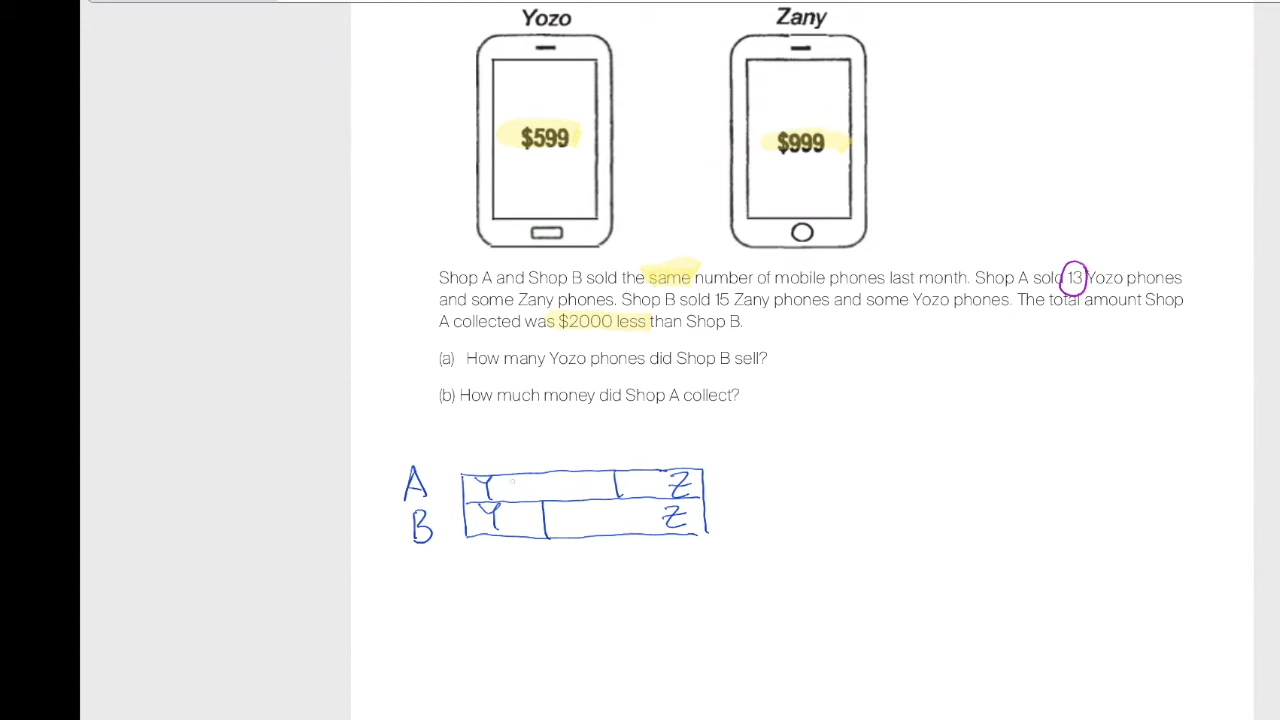 Yozo Zany
$599 $999
Shop A and Shop B sold the same number of mobile phones last month. Shop A sold 13 Yozo phones
and some Zany phones. Shop B sold 15 Zany phones and some Yozo phones. The total amount Shop
A collected was $2000 less than Shop B.
(a) How many Yozo phones did Shop B sell?
(b) How much money did Shop A collect?
A Y Z
B Y Z